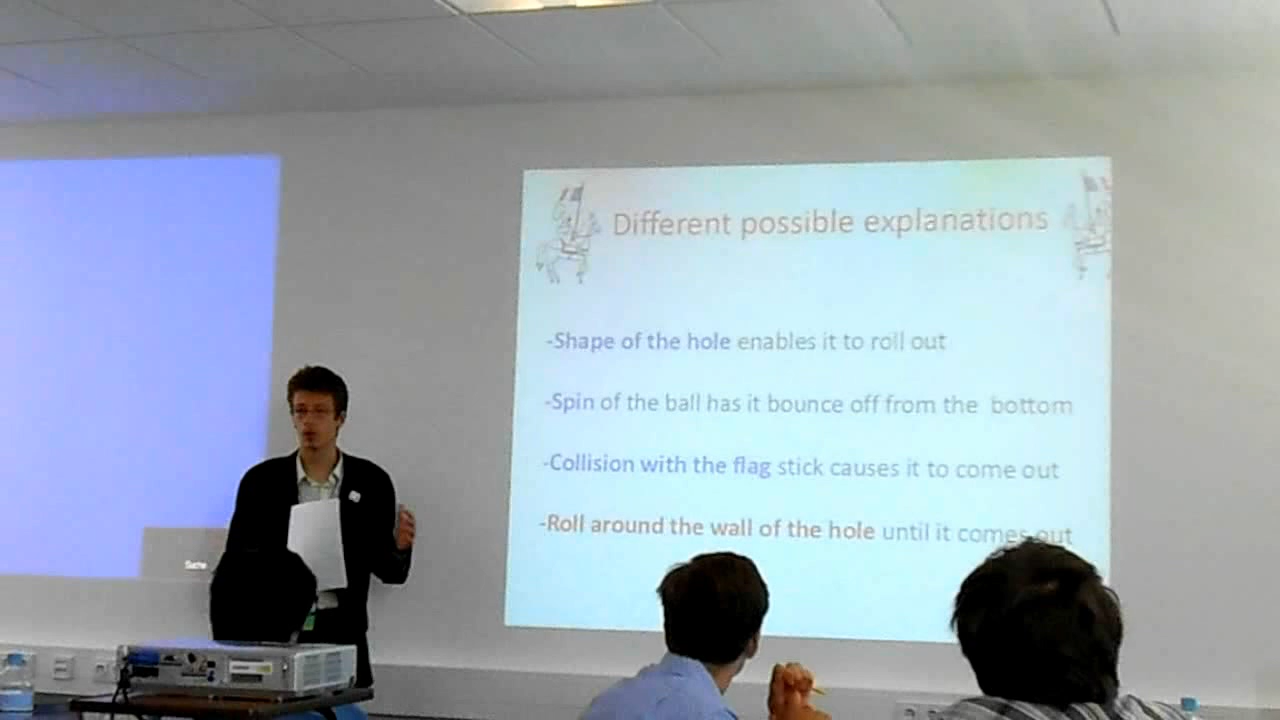 Different possible explanations
-Shape of the hole enables it to roll out
-Spin of the ball has it bounce off from the bottom
-Collision with the flag stick causes it to come out
-Roll around the wall of the hole until it comes out